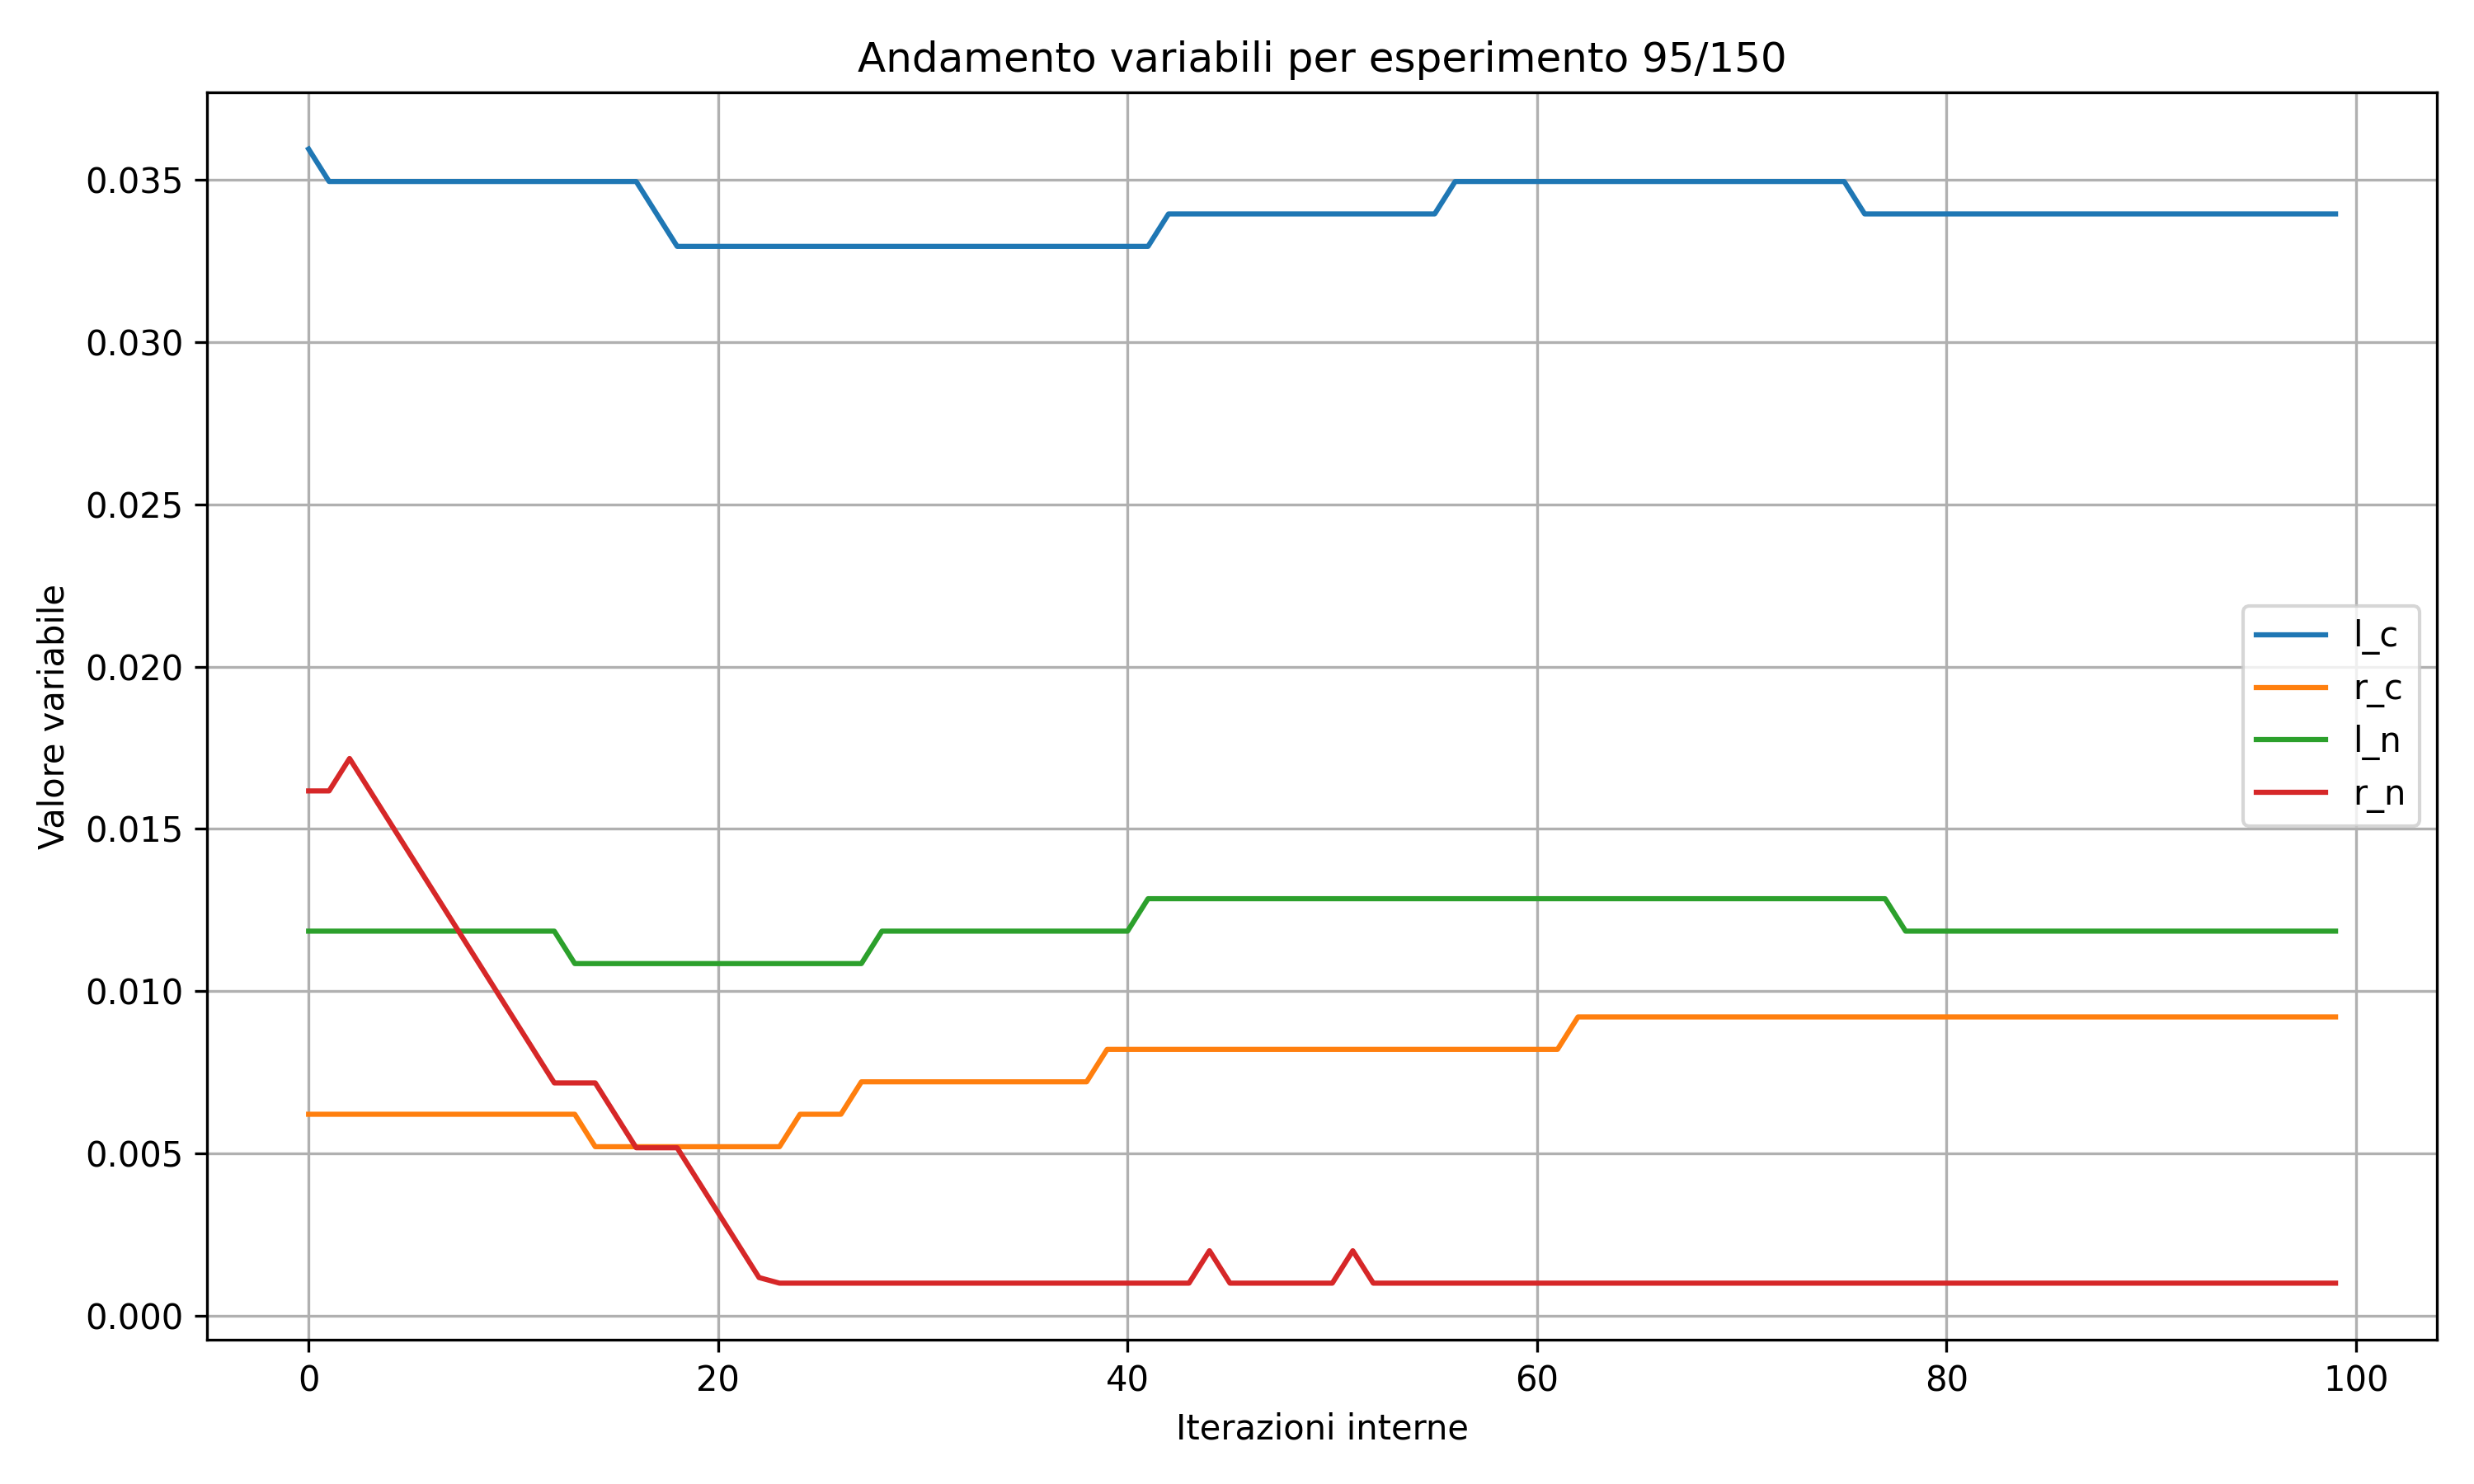 Andamento variabili per esperimento 95/150
Valore variabile
0.035
0.030
0.025
0.020
0.015
0.010
0.005
0.000
l_c
r_c
l_n
r_n
0 20 40 60 80 100
Iterazioni interne